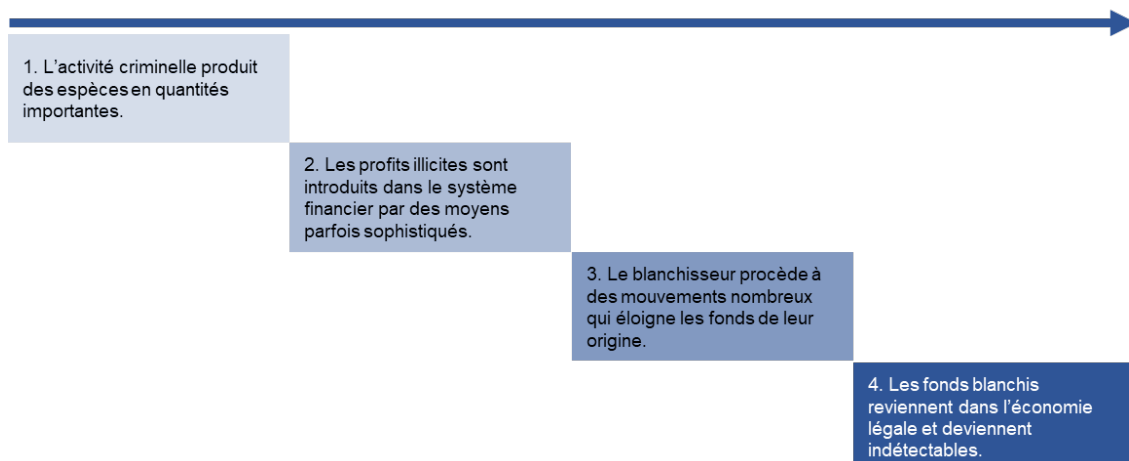 1. L’activité criminelle produit
des espèces en quantités
importantes.
2. Les profits illicites sont
introduits dans le système
financier par des moyens
parfois sophistiqués.
3. Le blanchisseur procède à
des mouvements nombreux
qui éloigne les fonds de leur
origine.
4. Les fonds blanchis
reviennent dans l’économie
légale et deviennent
indétectables.